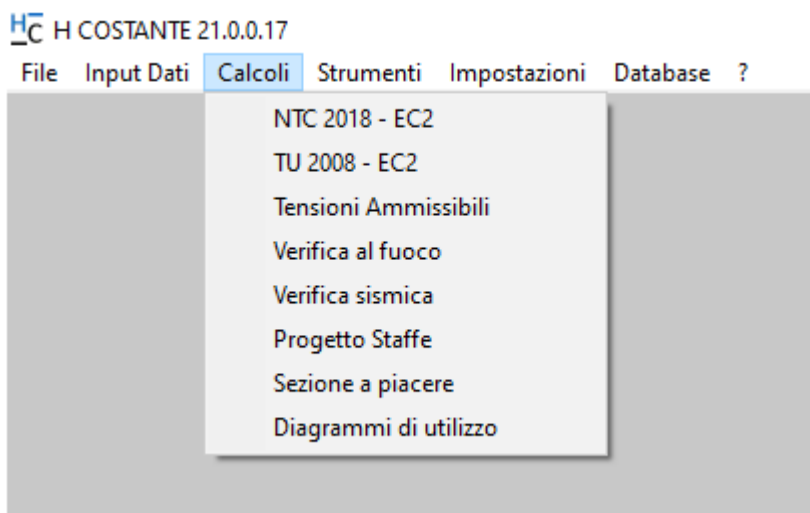 HC H COSTANTE 21.0.0.17
File Input Dati Calcoli Strumenti Impostazioni Database ?
NTC 2018 - EC2
TU 2008 - EC2
Tensioni Ammissibili
Verifica al fuoco
Verifica sismica
Progetto Staffe
Sezione a piacere
Diagrammi di utilizzo